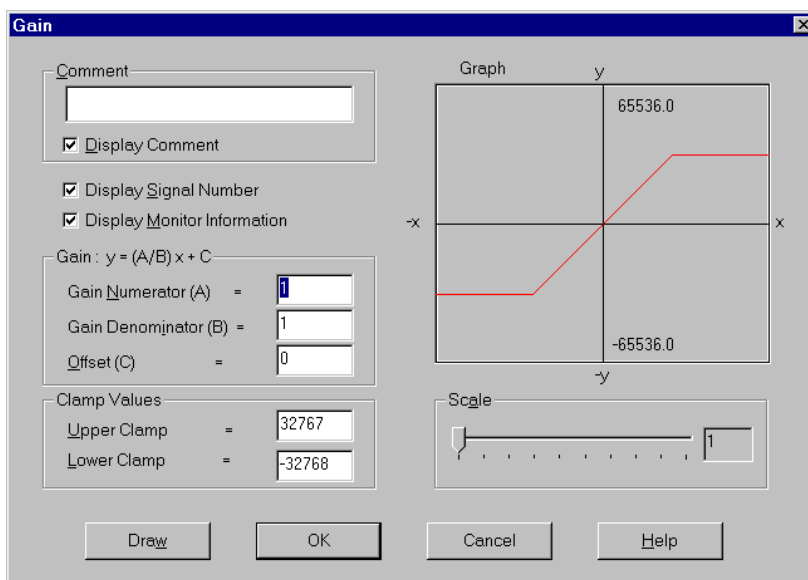 Gain
Comment
Display Comment
Display Signal Number
Display Monitor Information
Gain : y = (A/B) x + C
Gain Numerator (A) = 1
Gain Denominator (B) = 1
Offset (C) = 0
Clamp Values
Upper Clamp = 32767
Lower Clamp = -32768
Graph
y
65536.0
-x
x
-65536.0
-y
Scale
1
Draw
OK
Cancel
Help